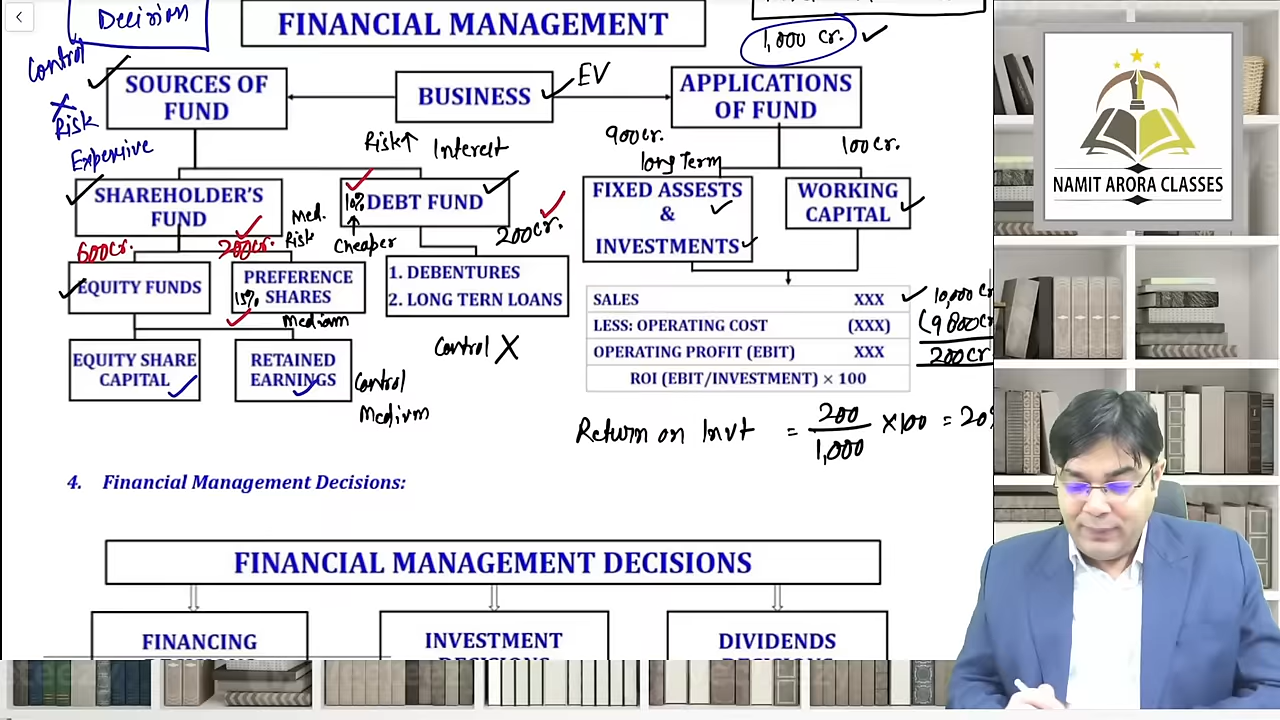 Decision
FINANCIAL MANAGEMENT
1,000 cr.
Control
SOURCES OF
FUND
BUSINESS
EV
APPLICATIONS
OF FUND
X
Risk
Expensive
Risk↑
Interest
900cr.
long Term
100cr.
SHAREHOLDER'S
FUND
10%
DEBT FUND
FIXED ASSESTS
&
INVESTMENTS
WORKING
CAPITAL
Med.
Risk
Cheaper
200cr.
600cr.
200cr.
EQUITY FUNDS
PREFERENCE
SHARES
15%
Medium
1. DEBENTURES
2. LONG TERN LOANS
SALES XXX
10,000 Cr
LESS: OPERATING COST (XXX)
(9800cr
OPERATING PROFIT (EBIT) XXX
200cr
ROI (EBIT/INVESTMENT) × 100
Control X
EQUITY SHARE
CAPITAL
RETAINED
EARNINGS
Control
Medium
Return on Invt = 200/1,000 ×100 = 20%
4. Financial Management Decisions:
FINANCIAL MANAGEMENT DECISIONS
FINANCING
INVESTMENT
DECISIONS
DIVIDENDS
NAMIT ARORA CLASSES